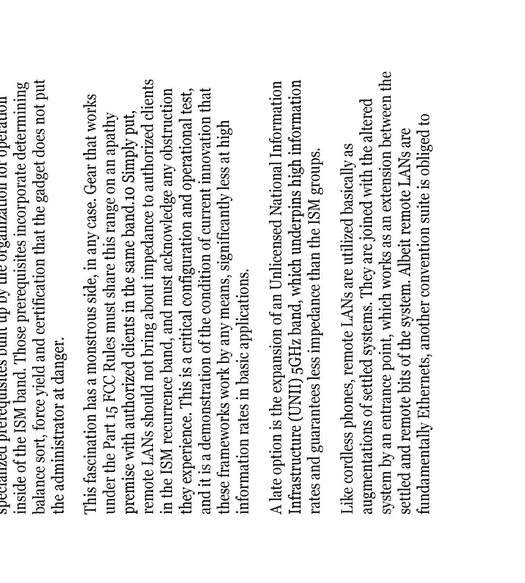 specialized prerequisites built up by the organization for operation
inside of the ISM band. Those prerequisites incorporate determining
balance sort, force yield and certification that the gadget does not put
the administrator at danger.
This fascination has a monstrous side, in any case. Gear that works
under the Part 15 FCC Rules must share this range on an apathy
premise with authorized clients in the same band.10 Simply put,
remote LANs should not bring about impedance to authorized clients
in the ISM recurrence band, and must acknowledge any obstruction
they experience. This is a critical configuration and operational test,
and it is a demonstration of the condition of current innovation that
these frameworks work by any means, significantly less at high
information rates in basic applications.
A late option is the expansion of an Unlicensed National Information
Infrastructure (UNII) 5GHz band, which underpins high information
rates and guarantees less impedance than the ISM groups.
Like cordless phones, remote LANs are utilized basically as
augmentations of settled systems. They are joined with the altered
system by an entrance point, which works as an extension between the
settled and remote bits of the system. Albeit remote LANs are
fundamentally Ethernets, another convention suite is obliged to